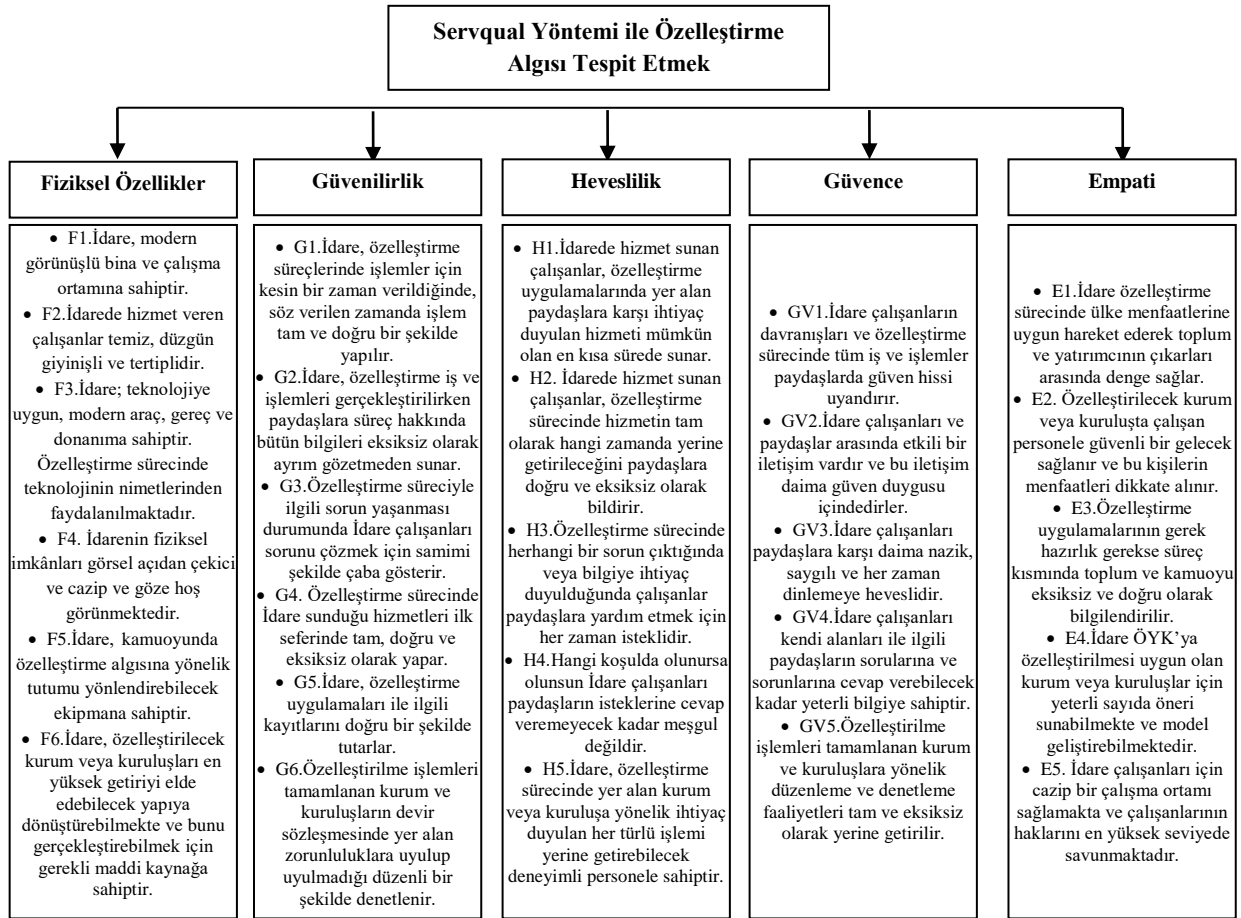 Servqual Yöntemi ile Özelleştirme
Algısı Tespit Etmek
Fiziksel Özellikler
• F1.İdare, modern
görünüşlü bina ve çalışma
ortamına sahiptir.
• F2.İdarede hizmet veren
çalışanlar temiz, düzgün
giyinişli ve tertiplidir.
• F3.İdare; teknolojiye
uygun, modern araç, gereç ve
donanıma sahiptir.
Özelleştirme sürecinde
teknolojinin nimetlerinden
faydalanılmaktadır.
• F4. İdarenin fiziksel
imkânları görsel açıdan çekici
ve cazip ve göze hoş
görünmektedir.
• F5.İdare, kamuoyunda
özelleştirme algısına yönelik
tutumu yönlendirebilecek
ekipmana sahiptir.
• F6.İdare, özelleştirilecek
kurum veya kuruluşları en
yüksek getiriyi elde
edebilecek yapıya
dönüştürebilmekte ve bunu
gerçekleştirebilmek için
gerekli maddi kaynağa
sahiptir.
Güvenilirlik
• G1.İdare, özelleştirme
süreçlerinde işlemler için
kesin bir zaman verildiğinde,
söz verilen zamanda işlem
tam ve doğru bir şekilde
yapılır.
• G2.İdare, özelleştirme iş ve
işlemleri gerçekleştirilirken
paydaşlara süreç hakkında
bütün bilgileri eksiksiz olarak
ayrım gözetmeden sunar.
• G3.Özelleştirme süreciyle
ilgili sorun yaşanması
durumunda İdare çalışanları
sorunu çözmek için samimi
şekilde çaba gösterir.
• G4. Özelleştirme sürecinde
İdare sunduğu hizmetleri ilk
seferinde tam, doğru ve
eksiksiz olarak yapar.
• G5.İdare, özelleştirme
uygulamaları ile ilgili
kayıtlarını doğru bir şekilde
tutarlar.
• G6.Özelleştirilme işlemleri
tamamlanan kurum ve
kuruluşların devir
sözleşmesinde yer alan
zorunluluklara uyulup
uyulmadığı düzenli bir
şekilde denetlenir.
Heveslilik
• H1.İdarede hizmet sunan
çalışanlar, özelleştirme
uygulamalarında yer alan
paydaşlara karşı ihtiyaç
duyulan hizmeti mümkün
olan en kısa sürede sunar.
• H2. İdarede hizmet sunan
çalışanlar, özelleştirme
sürecinde hizmetin tam
olarak hangi zamanda yerine
getirileceğini paydaşlara
doğru ve eksiksiz olarak
bildirir.
• H3.Özelleştirme sürecinde
herhangi bir sorun çıktığında
veya bilgiye ihtiyaç
duyulduğunda çalışanlar
paydaşlara yardım etmek için
her zaman isteklidir.
• H4.Hangi koşulda olunursa
olunsun İdare çalışanları
paydaşların isteklerine cevap
veremeyecek kadar meşgul
değildir.
• H5.İdare, özelleştirme
sürecinde yer alan kurum
veya kuruluşa yönelik ihtiyaç
duyulan her türlü işlemi
yerine getirebilecek
deneyimli personele sahiptir.
Güvence
• GV1.İdare çalışanların
davranışları ve özelleştirme
sürecinde tüm iş ve işlemler
paydaşlarda güven hissi
uyandırır.
• GV2.İdare çalışanları ve
paydaşlar arasında etkili bir
iletişim vardır ve bu iletişim
daima güven duygusu
içindedirler.
• GV3.İdare çalışanları
paydaşlara karşı daima nazik,
saygılı ve her zaman
dinlemeye heveslidir.
• GV4.İdare çalışanları
kendi alanları ile ilgili
paydaşların sorularına ve
sorunlarına cevap verebilecek
kadar yeterli bilgiye sahiptir.
• GV5.Özelleştirilme
işlemleri tamamlanan kurum
ve kuruluşlara yönelik
düzenleme ve denetleme
faaliyetleri tam ve eksiksiz
olarak yerine getirilir.
Empati
• E1.İdare özelleştirme
sürecinde ülke menfaatlerine
uygun hareket ederek toplum
ve yatırımcının çıkarları
arasında denge sağlar.
• E2. Özelleştirilecek kurum
veya kuruluşta çalışan
personele güvenli bir gelecek
sağlanır ve bu kişilerin
menfaatleri dikkate alınır.
• E3.Özelleştirme
uygulamalarının gerek
hazırlık gerekse süreç
kısmında toplum ve kamuoyu
eksiksiz ve doğru olarak
bilgilendirilir.
• E4.İdare ÖYK’ya
özelleştirilmesi uygun olan
kurum veya kuruluşlar için
yeterli sayıda öneri
sunabilmekte ve model
geliştirebilmektedir.
• E5. İdare çalışanları için
cazip bir çalışma ortamı
sağlamakta ve çalışanlarının
haklarını en yüksek seviyede
savunmaktadır.